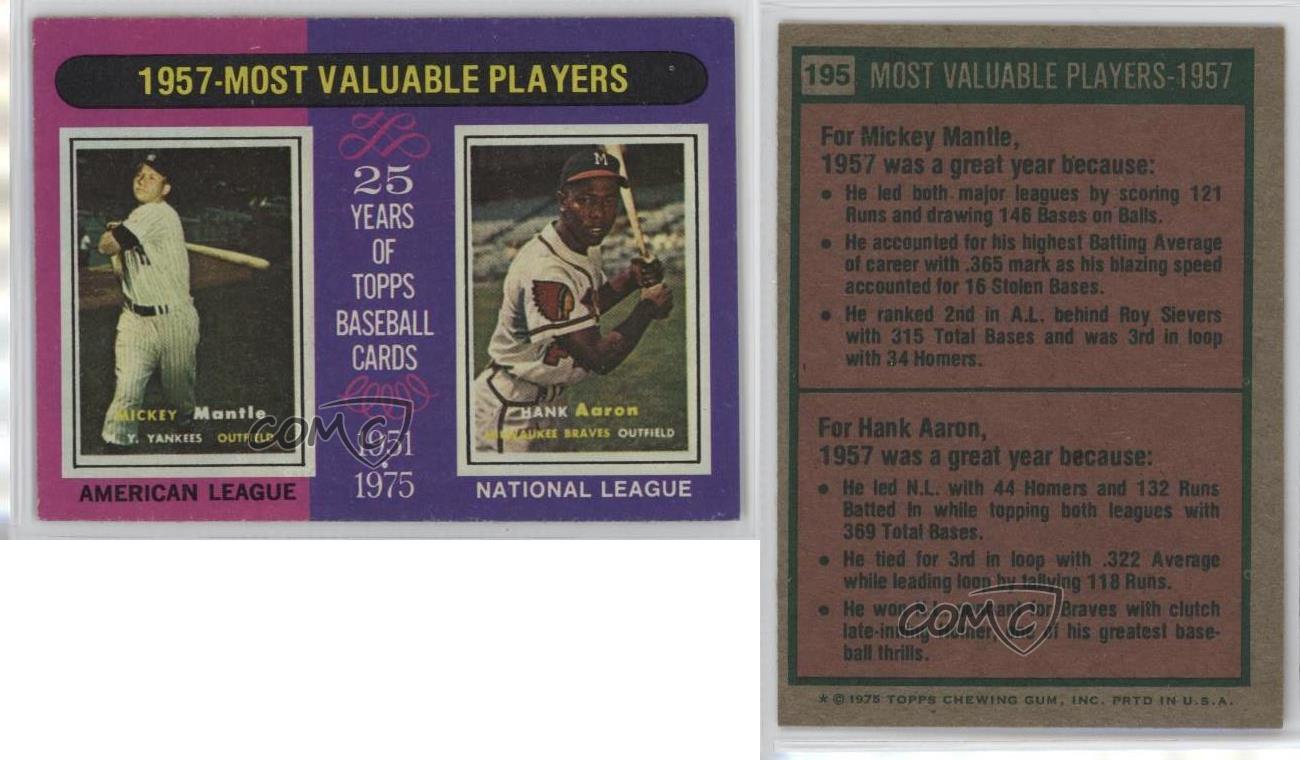 1957-MOST VALUABLE PLAYERS
25
YEARS
OF
TOPPS
BASEBALL
CARDS
1951
1975
M
MICKEY Mantle
Y. YANKEES OUTFIELD
HANK Aaron
MILWAUKEE BRAVES OUTFIELD
AMERICAN LEAGUE
NATIONAL LEAGUE
COMC
195 MOST VALUABLE PLAYERS-1957
For Mickey Mantle,
1957 was a great year because:
● He led both major leagues by scoring 121
Runs and drawing 146 Bases on Balls.
● He accounted for his highest Batting Average
of career with .365 mark as his blazing speed
accounted for 16 Stolen Bases.
● He ranked 2nd in A.L. behind Roy Sievers
with 315 Total Bases and was 3rd in loop
with 34 Homers.
For Hank Aaron,
1957 was a great year because:
● He led N.L. with 44 Homers and 132 Runs
Batted In while topping both leagues with
369 Total Bases.
● He tied for 3rd in loop with .322 Average
while leading loop by tallying 118 Runs.
● He won for Braves with clutch
late-inning homer, of his greatest base-
ball thrills.
COMC
* © 1975 TOPPS CHEWING GUM, INC. PRTD IN U.S.A.